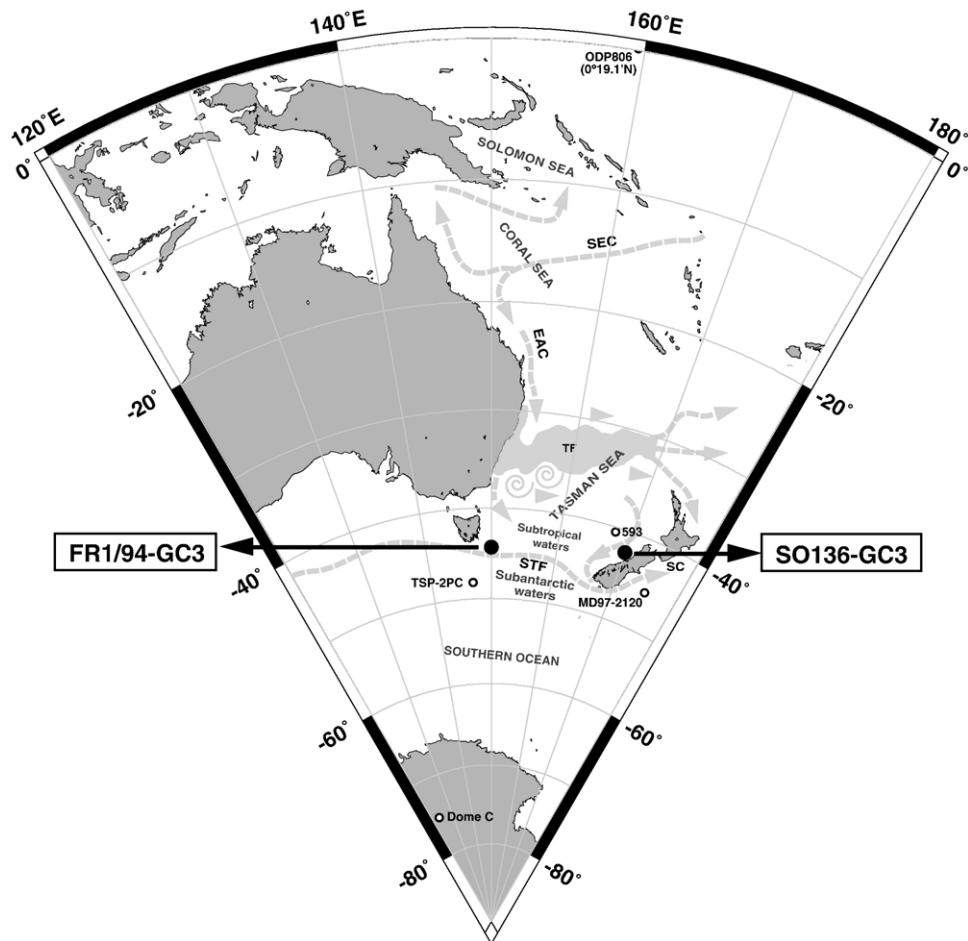 140°E
160°E
ODP806
(0°19.1'N)
120°E
180°
0°
0°
SOLOMON SEA
CORAL SEA
SEC
EAC
-20°
-20°
TF
TASMAN SEA
Subtropical
waters
593
FR1/94-GC3
SO136-GC3
STF
SC
-40°
TSP-2PC
Subantarctic
waters
MD97-2120
SOUTHERN OCEAN
-60°
-60°
Dome C
-80°
-80°